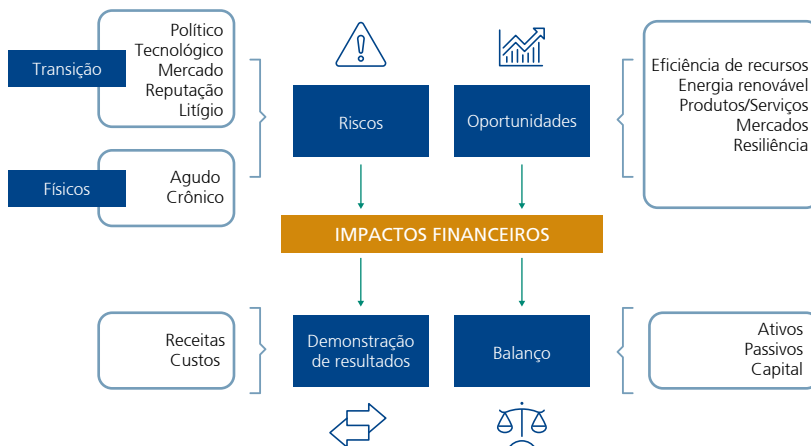 Transição
Político
Tecnológico
Mercado
Reputação
Litígio
Físicos
Agudo
Crônico
Riscos
Oportunidades
Eficiência de recursos
Energia renovável
Produtos/Serviços
Mercados
Resiliência
IMPACTOS FINANCEIROS
Receitas
Custos
Demonstração
de resultados
Balanço
Ativos
Passivos
Capital